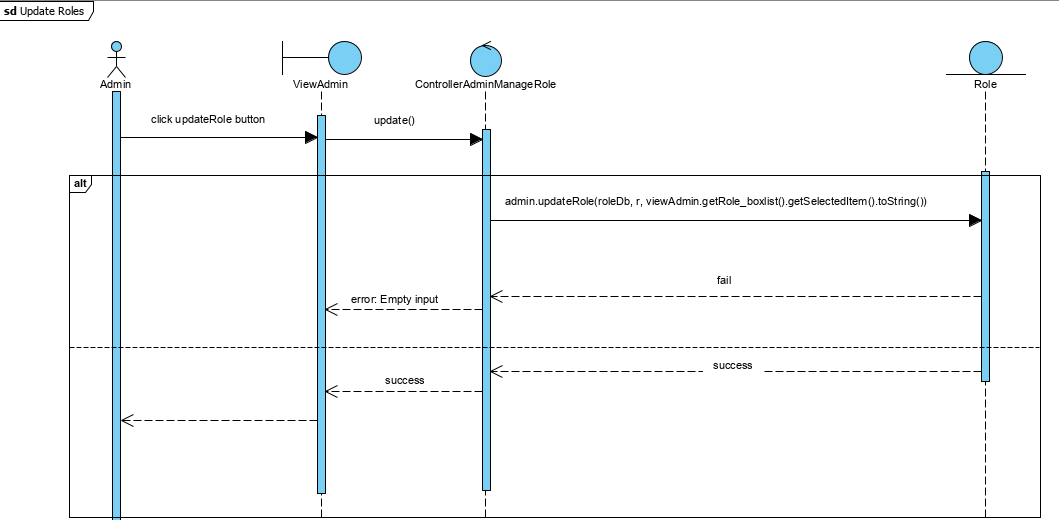 sd Update Roles
Admin
ViewAdmin
ControllerAdminManageRole
Role
click updateRole button
update()
alt
admin.updateRole(roleDb, r, viewAdmin.getRole_boxlist().getSelectedItem().toString())
fail
error: Empty input
success
success